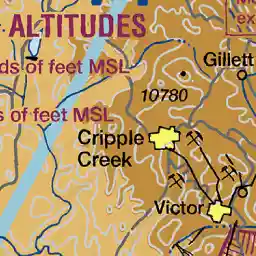 ALTITUDES
ds of feet MSL
Gillett
10780
s of feet MSL
Cripple
Creek
Victor